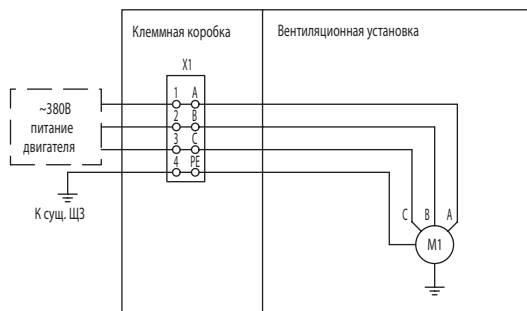 Клеммная коробка
Вентиляционная установка
X1
~380В
питание
двигателя
1 A
2 B
3 C
4 PE
К сущ. ЩЗ
C B A
M1